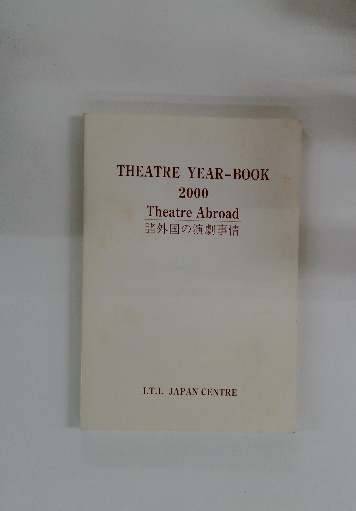 THEATRE YEAR-BOOK
2000
Theatre Abroad
諸外国の演劇事情
I.T.I. JAPAN CENTRE